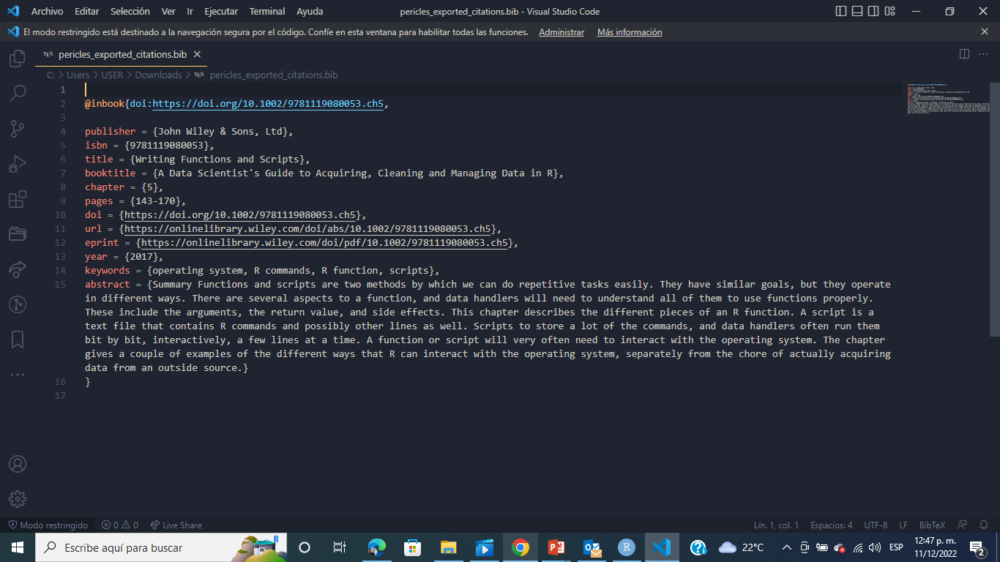 Archivo Editar Selección Ver Ir Ejecutar Terminal Ayuda pericles_exported_citations.bib - Visual Studio Code
El modo restringido está destinado a la navegación segura por el código. Confíe en esta ventana para habilitar todas las funciones. Administrar Más información
pericles_exported_citations.bib
C: > Users > USER > Downloads > pericles_exported_citations.bib
1
2 @inbook{doi:https://doi.org/10.1002/9781119080053.ch5,
3
4 publisher = {John Wiley & Sons, Ltd},
5 isbn = {9781119080053},
6 title = {Writing Functions and Scripts},
7 booktitle = {A Data Scientist's Guide to Acquiring, Cleaning and Managing Data in R},
8 chapter = {5},
9 pages = {143-170},
10 doi = {https://doi.org/10.1002/9781119080053.ch5},
11 url = {https://onlinelibrary.wiley.com/doi/abs/10.1002/9781119080053.ch5},
12 eprint = {https://onlinelibrary.wiley.com/doi/pdf/10.1002/9781119080053.ch5},
13 year = {2017},
14 keywords = {operating system, R commands, R function, scripts},
15 abstract = {Summary Functions and scripts are two methods by which we can do repetitive tasks easily. They have similar goals, but they operate
in different ways. There are several aspects to a function, and data handlers will need to understand all of them to use functions properly.
These include the arguments, the return value, and side effects. This chapter describes the different pieces of an R function. A script is a
text file that contains R commands and possibly other lines as well. Scripts to store a lot of the commands, and data handlers often run them
bit by bit, interactively, a few lines at a time. A function or script will very often need to interact with the operating system. The chapter
gives a couple of examples of the different ways that R can interact with the operating system, separately from the chore of actually acquiring
data from an outside source.}
16 }
17
Modo restringido 0 0 Live Share Lín. 1, col. 1 Espacios: 4 UTF-8 LF BibTeX
Escribe aquí para buscar 22°C ESP 12:47 p. m.
11/12/2022 2